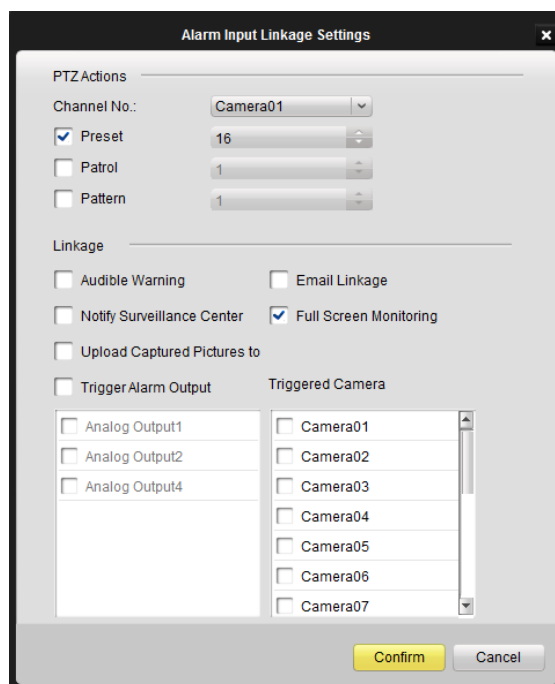 Alarm Input Linkage Settings
PTZ Actions
Channel No.: Camera01
Preset 16
Patrol 1
Pattern 1
Linkage
Audible Warning Email Linkage
Notify Surveillance Center Full Screen Monitoring
Upload Captured Pictures to
Trigger Alarm Output Triggered Camera
Analog Output1 Camera01
Analog Output2 Camera02
Analog Output4 Camera03
Camera04
Camera05
Camera06
Camera07
Confirm Cancel